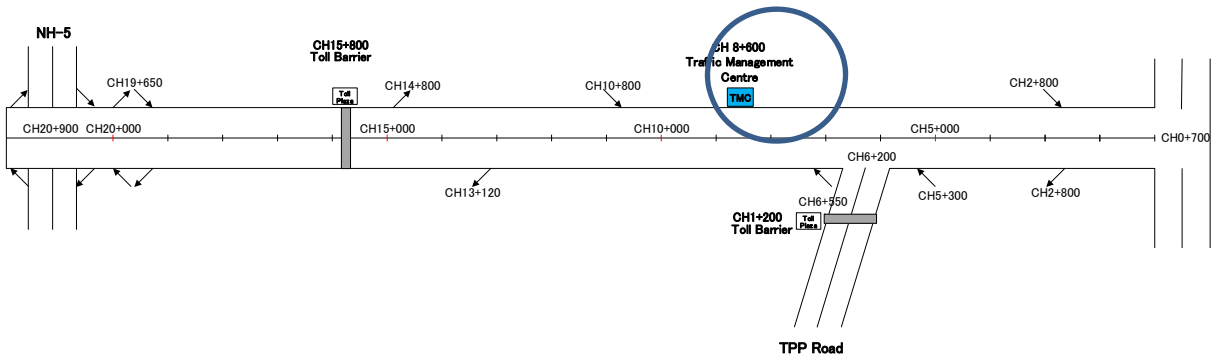 NH-5
CH15+800
Toll Barrier
CH 8+600
Traffic Management
Centre
CH19+650
Toll
Plaza
CH14+800
CH10+800
TMC
CH2+800
CH20+900
CH20+000
CH15+000
CH10+000
CH5+000
CH0+700
CH6+200
CH13+120
CH6+550
CH5+300
CH2+800
CH1+200
Toll Barrier
Toll
Plaza
TPP Road